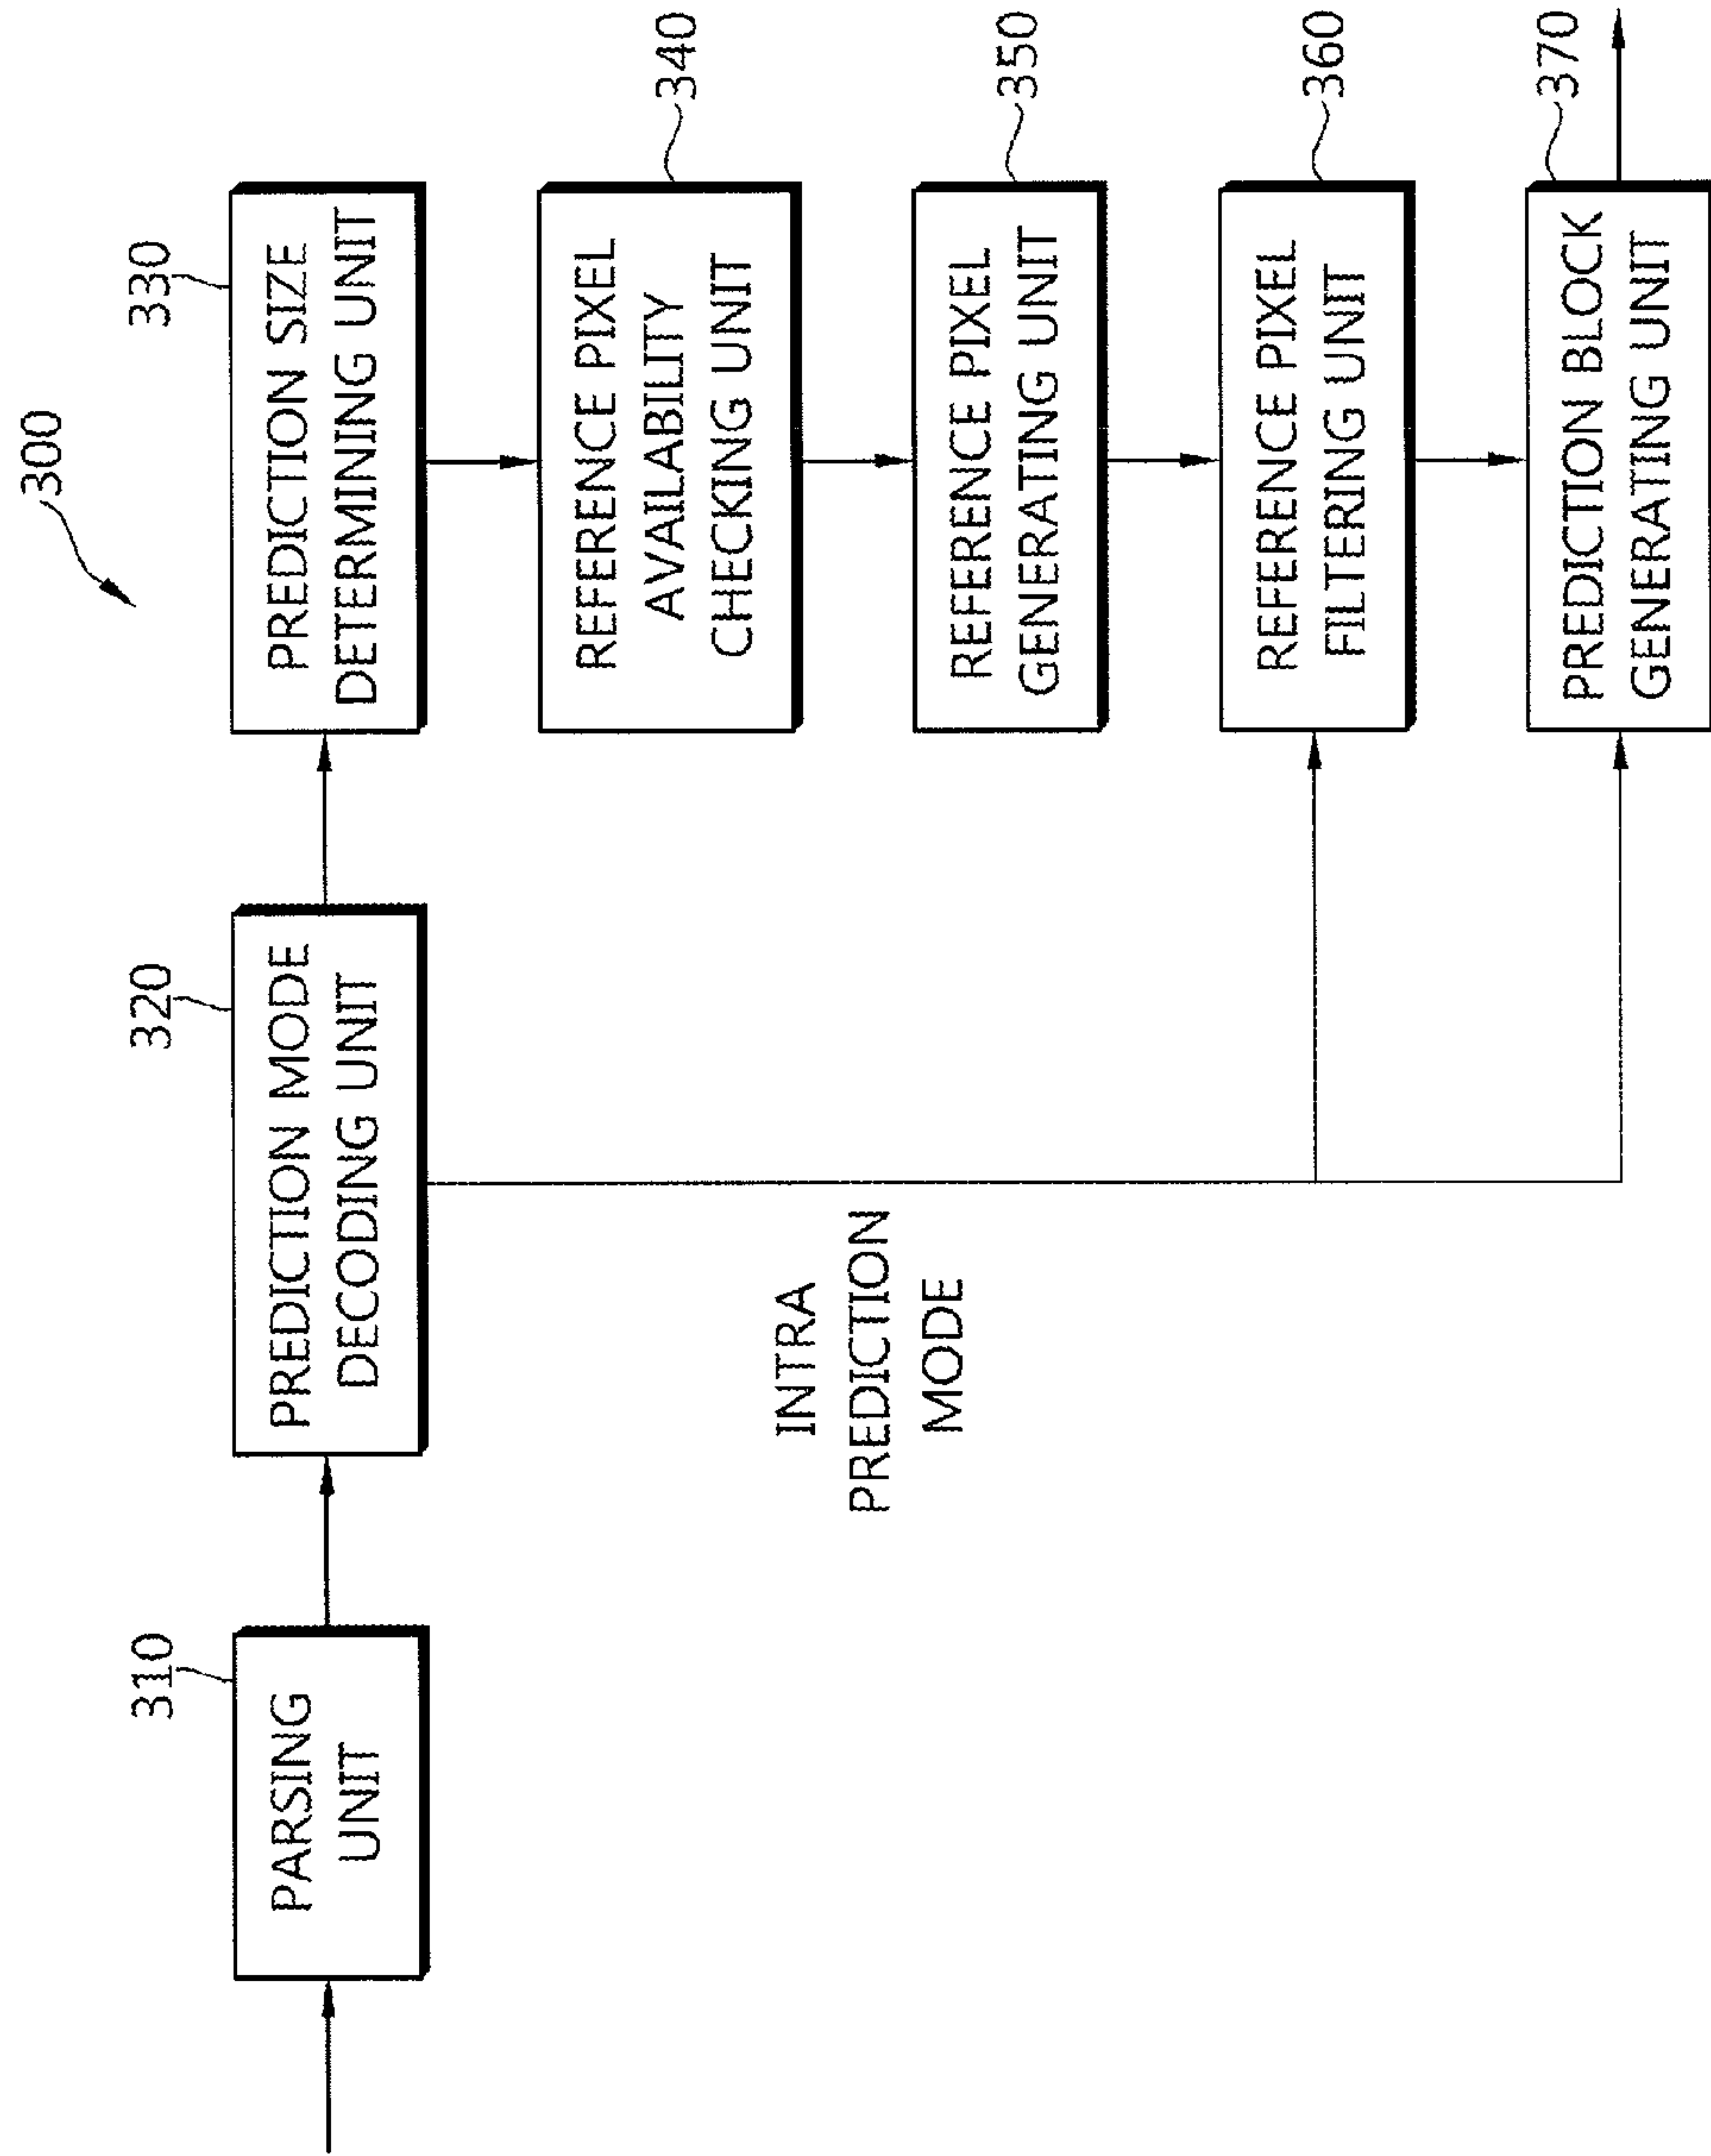 300
310
PARSING
UNIT
320
PREDICTION MODE
DECODING UNIT
330
PREDICTION SIZE
DETERMINING UNIT
REFERENCE PIXEL
AVAILABILITY
CHECKING UNIT
340
REFERENCE PIXEL
GENERATING UNIT
350
INTRA
PREDICTION
MODE
REFERENCE PIXEL
FILTERING UNIT
360
PREDICTION BLOCK
GENERATING UNIT
370